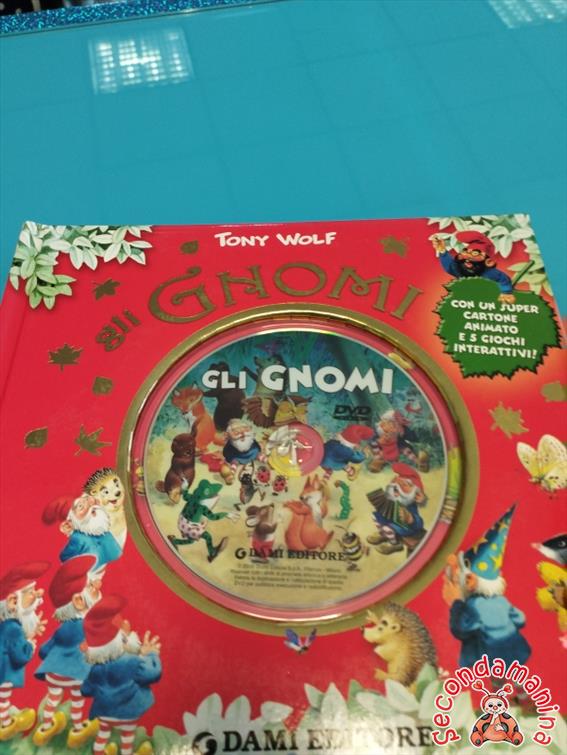 TONY WOLF
gli GNOMI
CON UN SUPER
CARTONE
ANIMATO
E 5 GIOCHI
INTERATTIVI!
GLI GNOMI
DVD
DAMI EDITORE
DAMI EDITORE
secondamanina